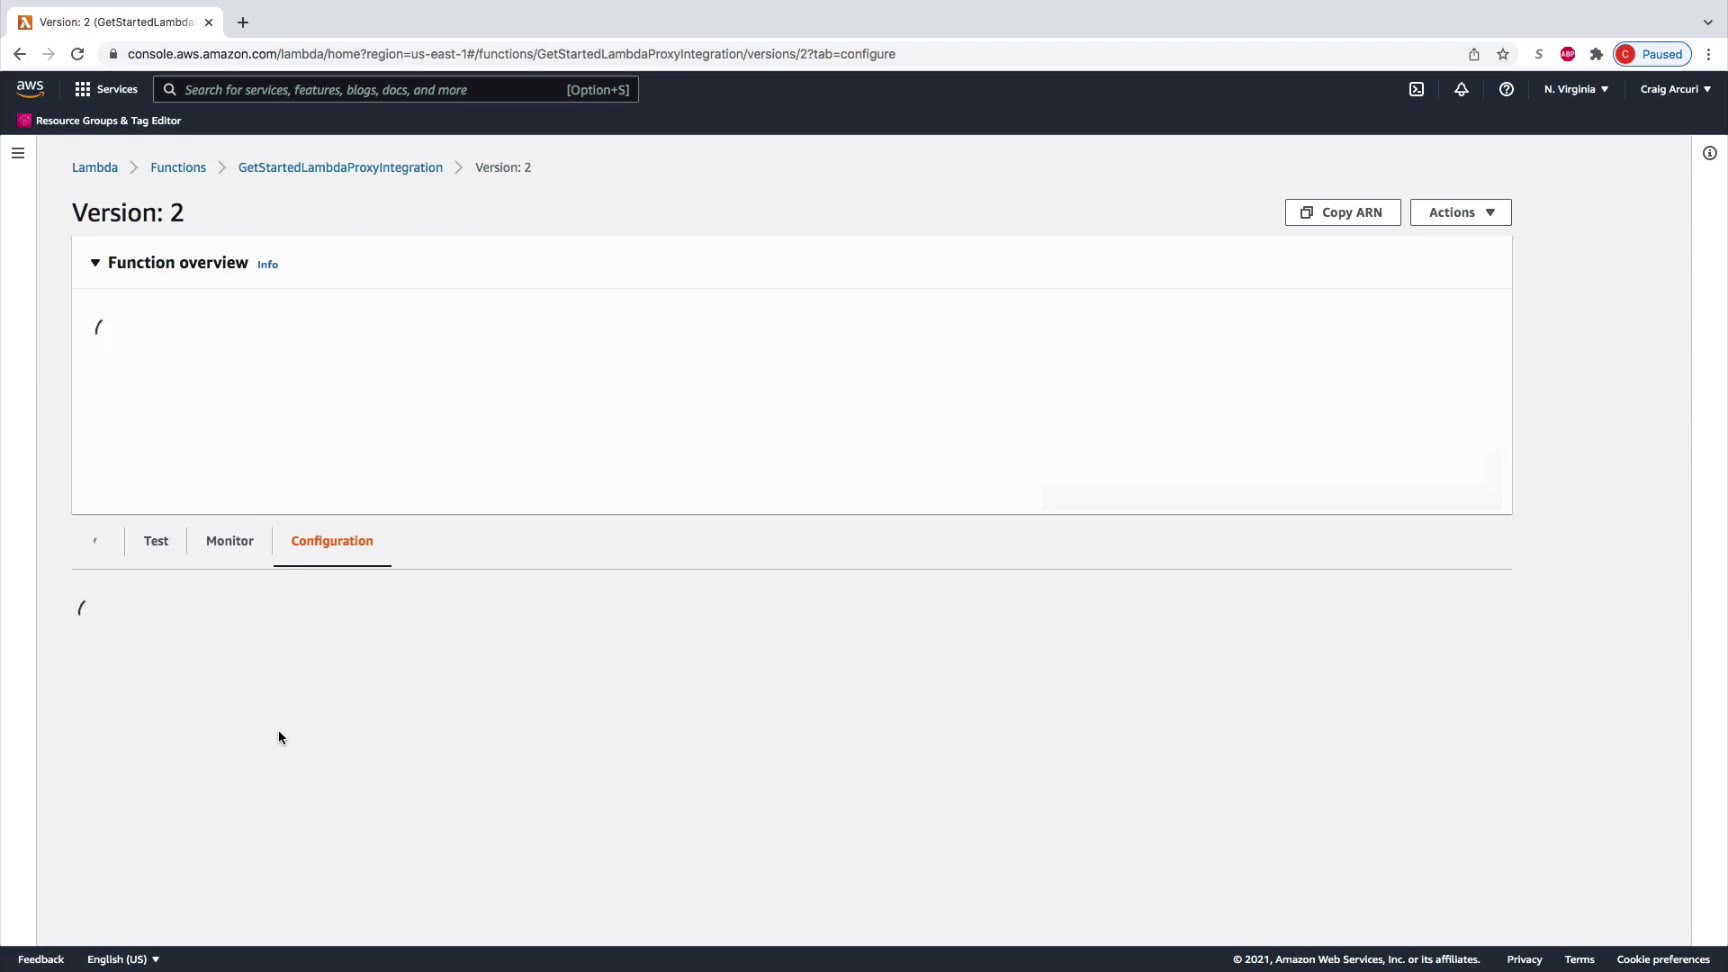 Version: 2 (GetStartedLambda
console.aws.amazon.com/lambda/home?region=us-east-1#/functions/GetStartedLambdaProxyIntegration/versions/2?tab=configure
S
ABP
C Paused
aws
Services
Search for services, features, blogs, docs, and more [Option+S]
N. Virginia
Craig Arcuri
Resource Groups & Tag Editor
Lambda
Functions
GetStartedLambdaProxyIntegration
Version: 2
Version: 2
Copy ARN
Actions
Function overview Info
Test
Monitor
Configuration
Feedback
English (US)
© 2021, Amazon Web Services, Inc. or its affiliates.
Privacy
Terms
Cookie preferences